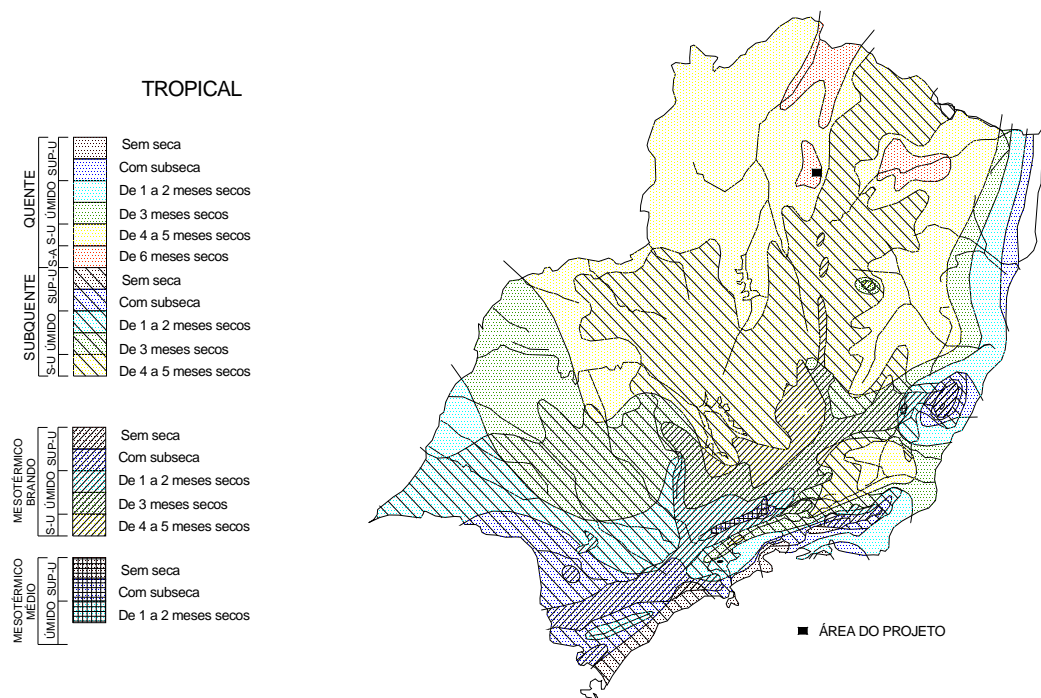 TROPICAL
QUENTE
SUP-U
ÚMIDO
S-U
S-A
Sem seca
Com subseca
De 1 a 2 meses secos
De 3 meses secos
De 4 a 5 meses secos
De 6 meses secos
SUBQUENTE
SUP-U
ÚMIDO
S-U
Sem seca
Com subseca
De 1 a 2 meses secos
De 3 meses secos
De 4 a 5 meses secos
MESOTÉRMICO
BRANDO
SUP-U
ÚMIDO
S-U
Sem seca
Com subseca
De 1 a 2 meses secos
De 3 meses secos
De 4 a 5 meses secos
MESOTÉRMICO
MÉDIO
SUP-U
ÚMIDO
Sem seca
Com subseca
De 1 a 2 meses secos
ÁREA DO PROJETO